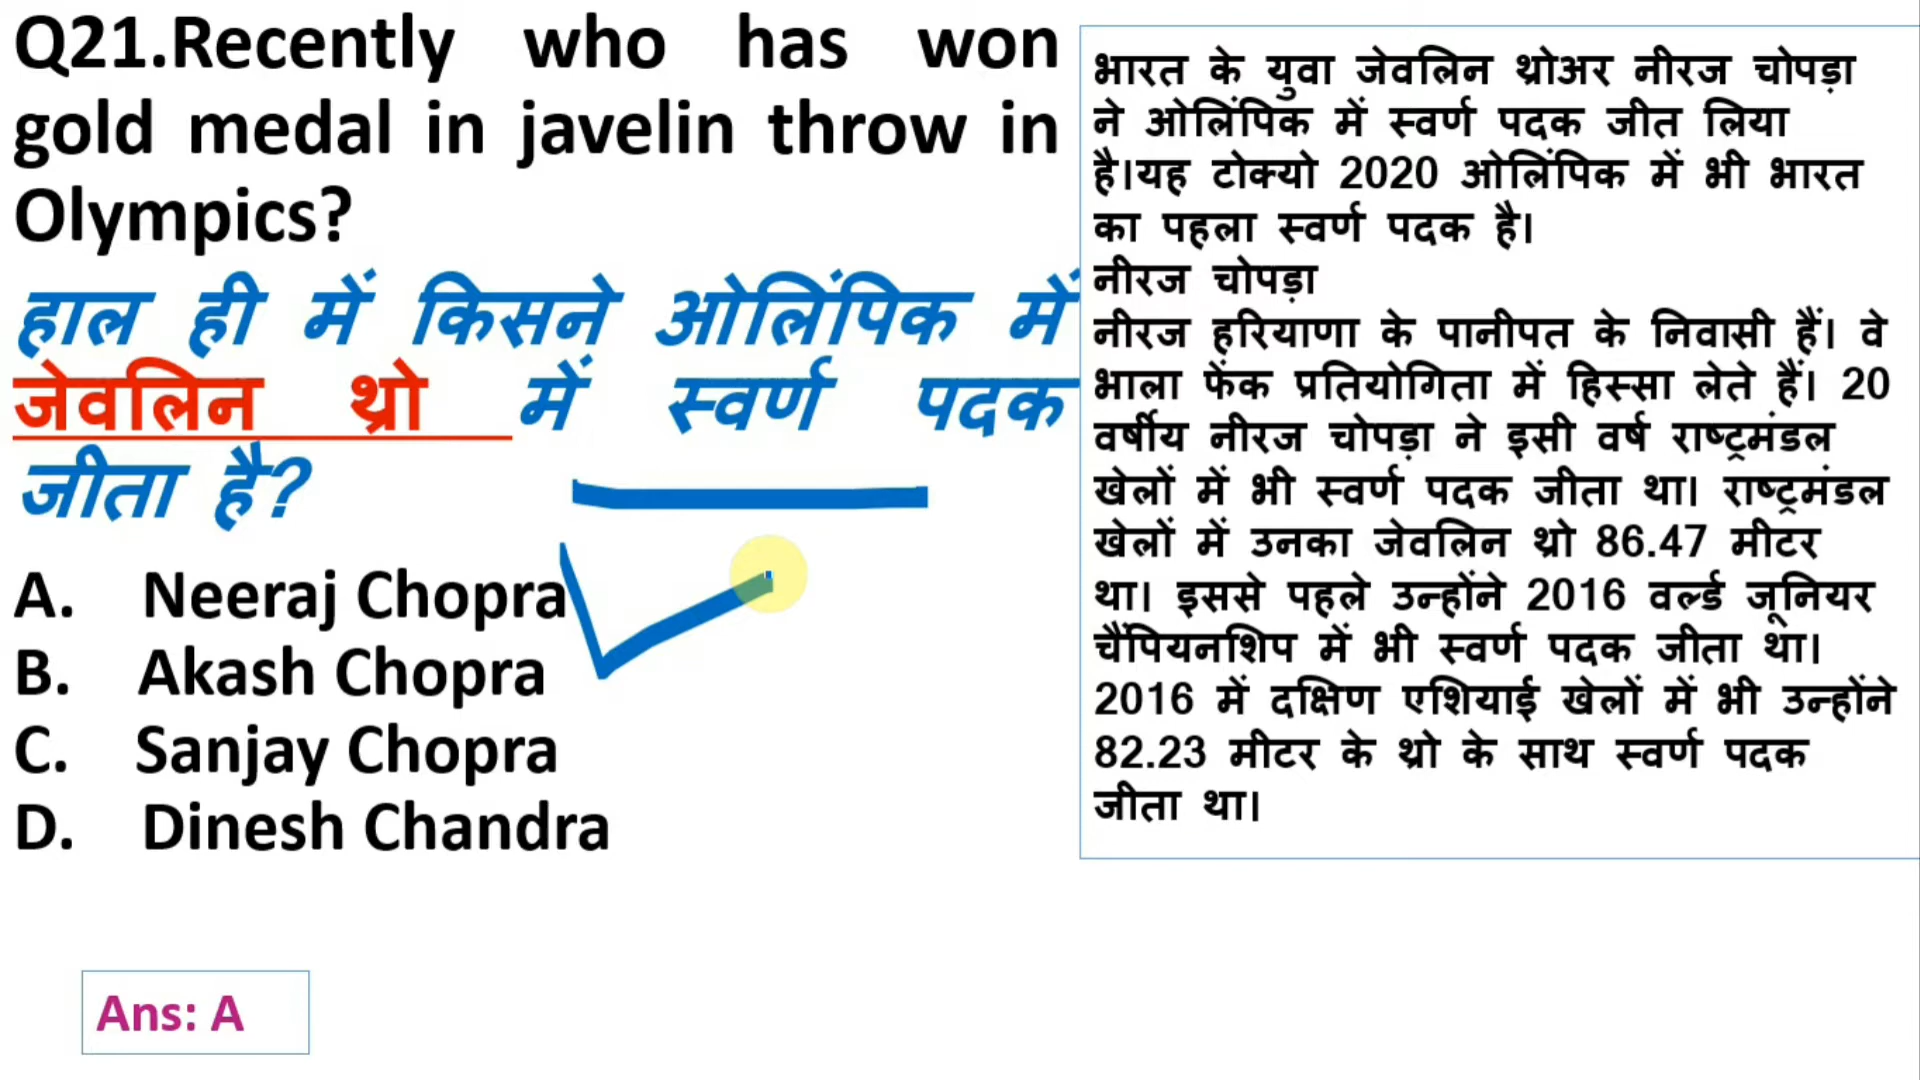 Q21.Recently who has won
gold medal in javelin throw in
Olympics?
हाल ही में किसने ओलिंपिक में
जेवलिन थ्रो में स्वर्ण पदक
जीता है?
A. Neeraj Chopra
B. Akash Chopra
C. Sanjay Chopra
D. Dinesh Chandra
Ans: A
भारत के युवा जेवलिन थ्रोअर नीरज चोपड़ा
ने ओलिंपिक में स्वर्ण पदक जीत लिया
है।यह टोक्यो 2020 ओलिंपिक में भी भारत
का पहला स्वर्ण पदक है।
नीरज चोपड़ा
नीरज हरियाणा के पानीपत के निवासी हैं। वे
भाला फेंक प्रतियोगिता में हिस्सा लेते हैं। 20
वर्षीय नीरज चोपड़ा ने इसी वर्ष राष्ट्रमंडल
खेलों में भी स्वर्ण पदक जीता था। राष्ट्रमंडल
खेलों में उनका जेवलिन थ्रो 86.47 मीटर
था। इससे पहले उन्होंने 2016 वर्ल्ड जूनियर
चैंपियनशिप में भी स्वर्ण पदक जीता था।
2016 में दक्षिण एशियाई खेलों में भी उन्होंने
82.23 मीटर के थ्रो के साथ स्वर्ण पदक
जीता था।